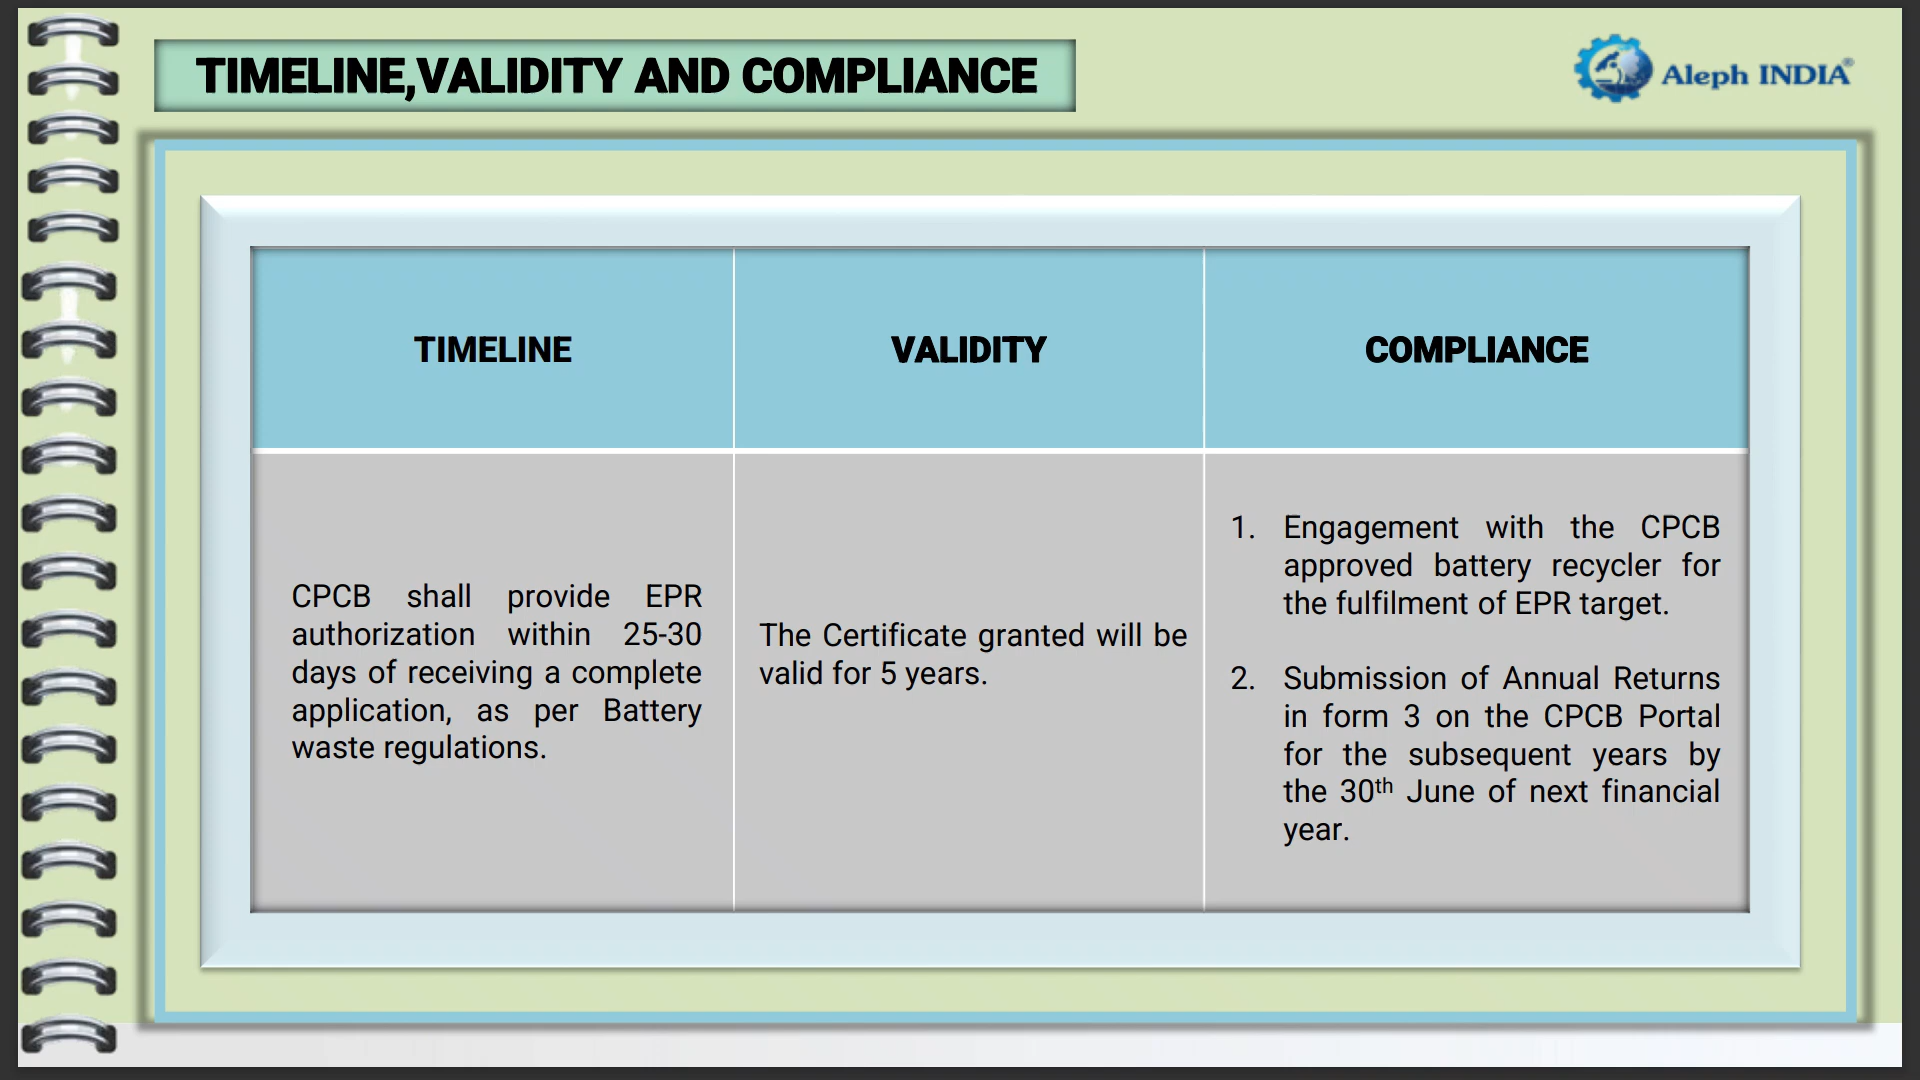 TIMELINE,VALIDITY AND COMPLIANCE
Aleph INDIA®
TIMELINE
VALIDITY
COMPLIANCE
CPCB shall provide EPR
authorization within 25-30
days of receiving a complete
application, as per Battery
waste regulations.
The Certificate granted will be
valid for 5 years.
1. Engagement with the CPCB
approved battery recycler for
the fulfilment of EPR target.
2. Submission of Annual Returns
in form 3 on the CPCB Portal
for the subsequent years by
the 30th June of next financial
year.